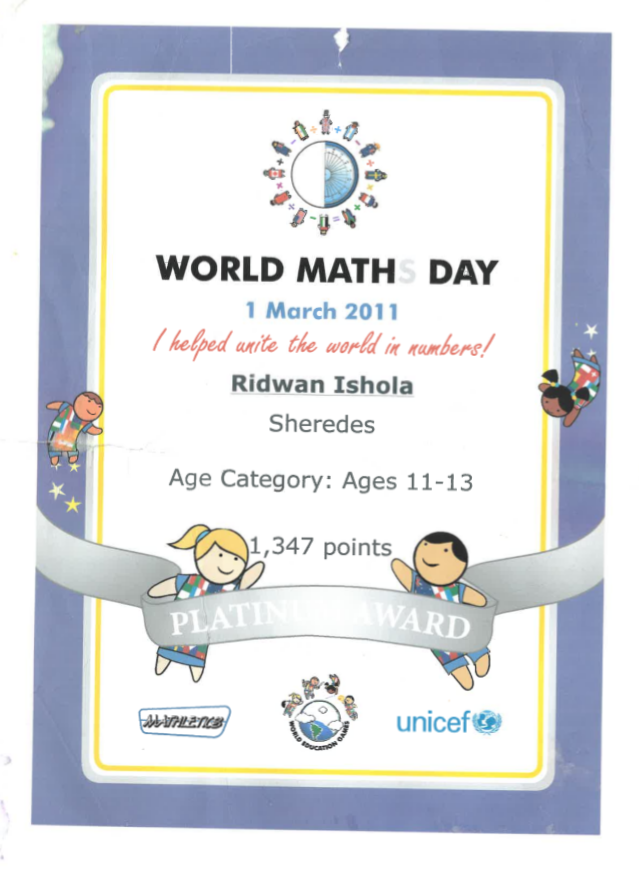 WORLD MATHS DAY
1 March 2011
I helped unite the world in numbers!
Ridwan Ishola
Sheredes
Age Category: Ages 11-13
1,347 points
PLATINUM AWARD
MATHLETICS
WORLD EDUCATION GAMES
unicef